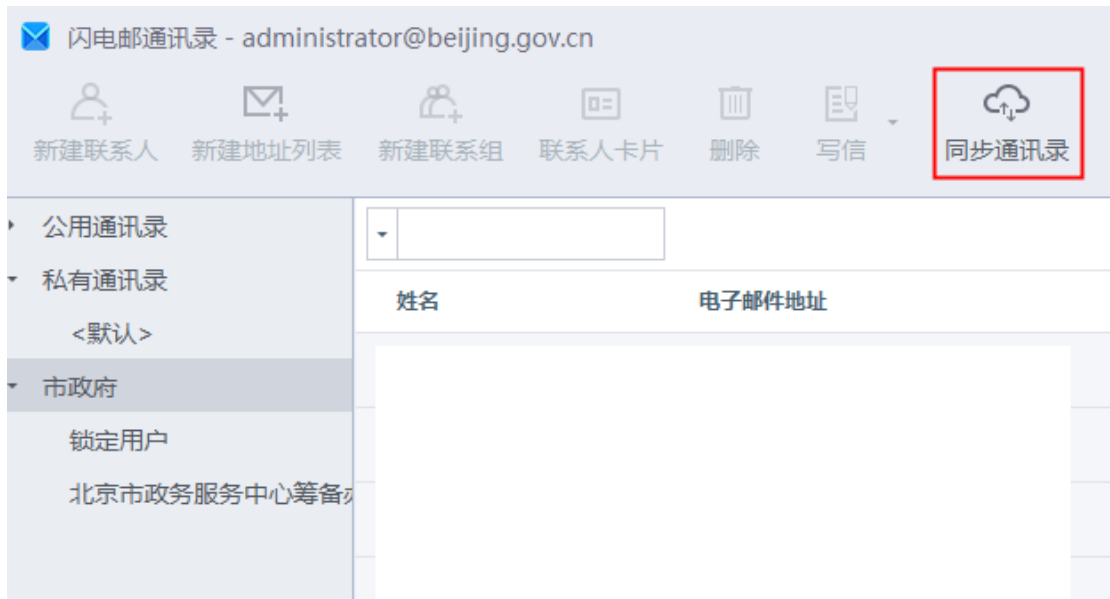 闪电邮通讯录 - administrator@beijing.gov.cn
新建联系人 新建地址列表 新建联系组 联系人卡片 删除 写信 同步通讯录
公用通讯录
私有通讯录
姓名 电子邮件地址
<默认>
市政府
锁定用户
北京市政务服务中心筹备